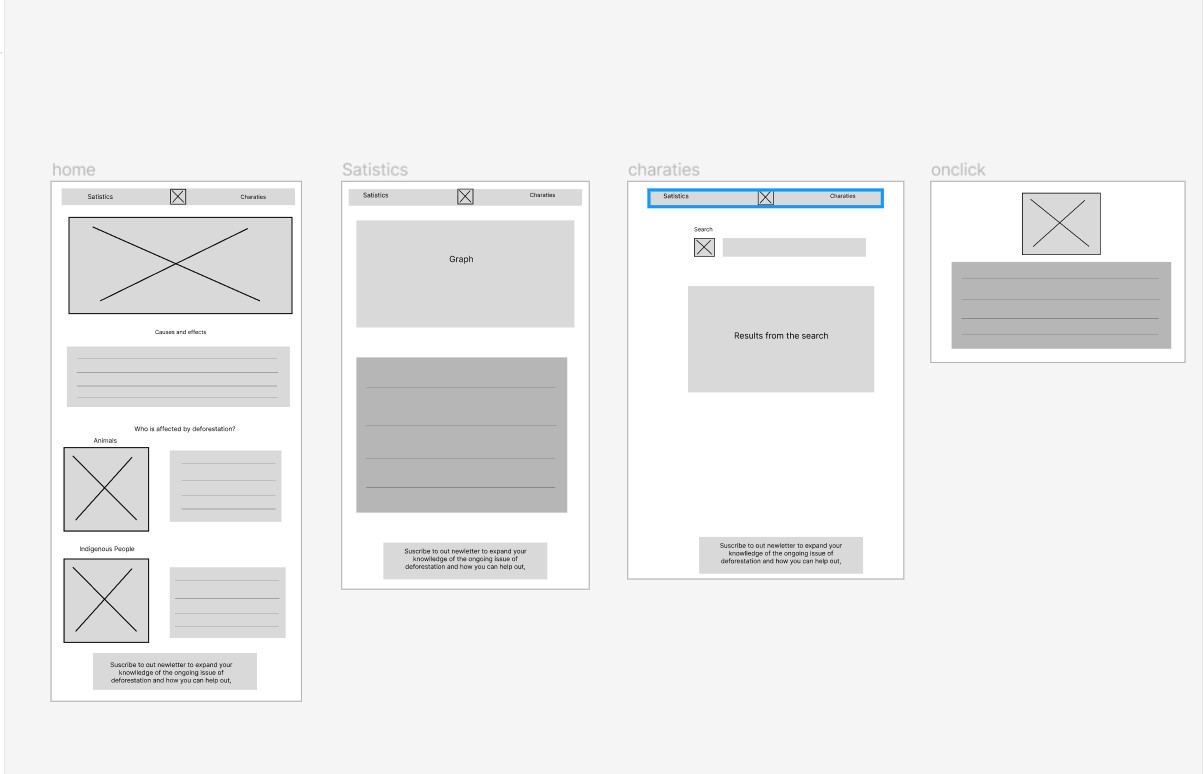 home
Satistics
Charaties
Causes and effects
Who is affected by deforestation?
Animals
Indigenous People
Suscribe to out newletter to expand your
knowlledge of the ongoing issue of
deforestation and how you can help out,
Satistics
Satistics
Charaties
Graph
Suscribe to out newletter to expand your
knowlledge of the ongoing issue of
deforestation and how you can help out,
charaties
Satistics
Charaties
Search
Results from the search
Suscribe to out newletter to expand your
knowlledge of the ongoing issue of
deforestation and how you can help out,
onclick